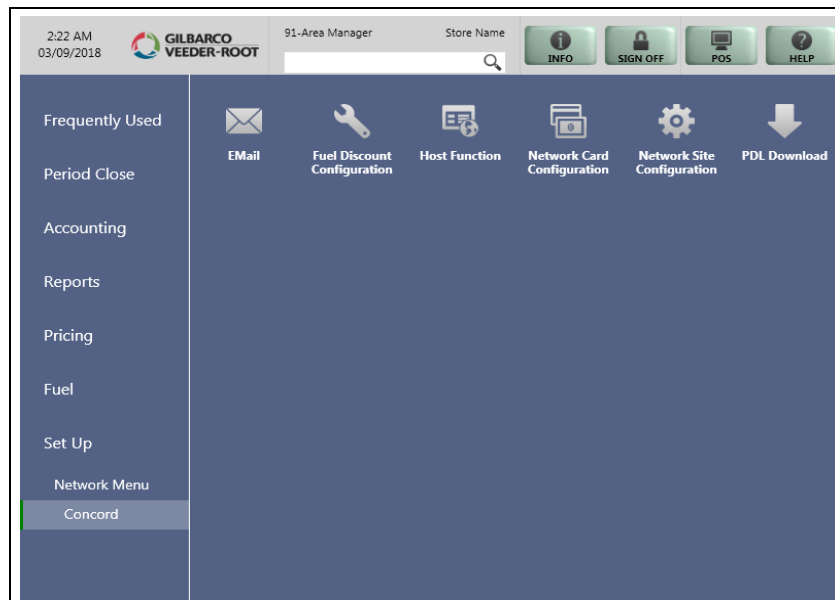 2:22 AM
03/09/2018
GILBARCO
VEEDER-ROOT
91-Area Manager
Store Name
INFO
SIGN OFF
POS
HELP
Frequently Used
Period Close
Accounting
Reports
Pricing
Fuel
Set Up
Network Menu
Concord
EMail
Fuel Discount
Configuration
Host Function
Network Card
Configuration
Network Site
Configuration
PDL Download